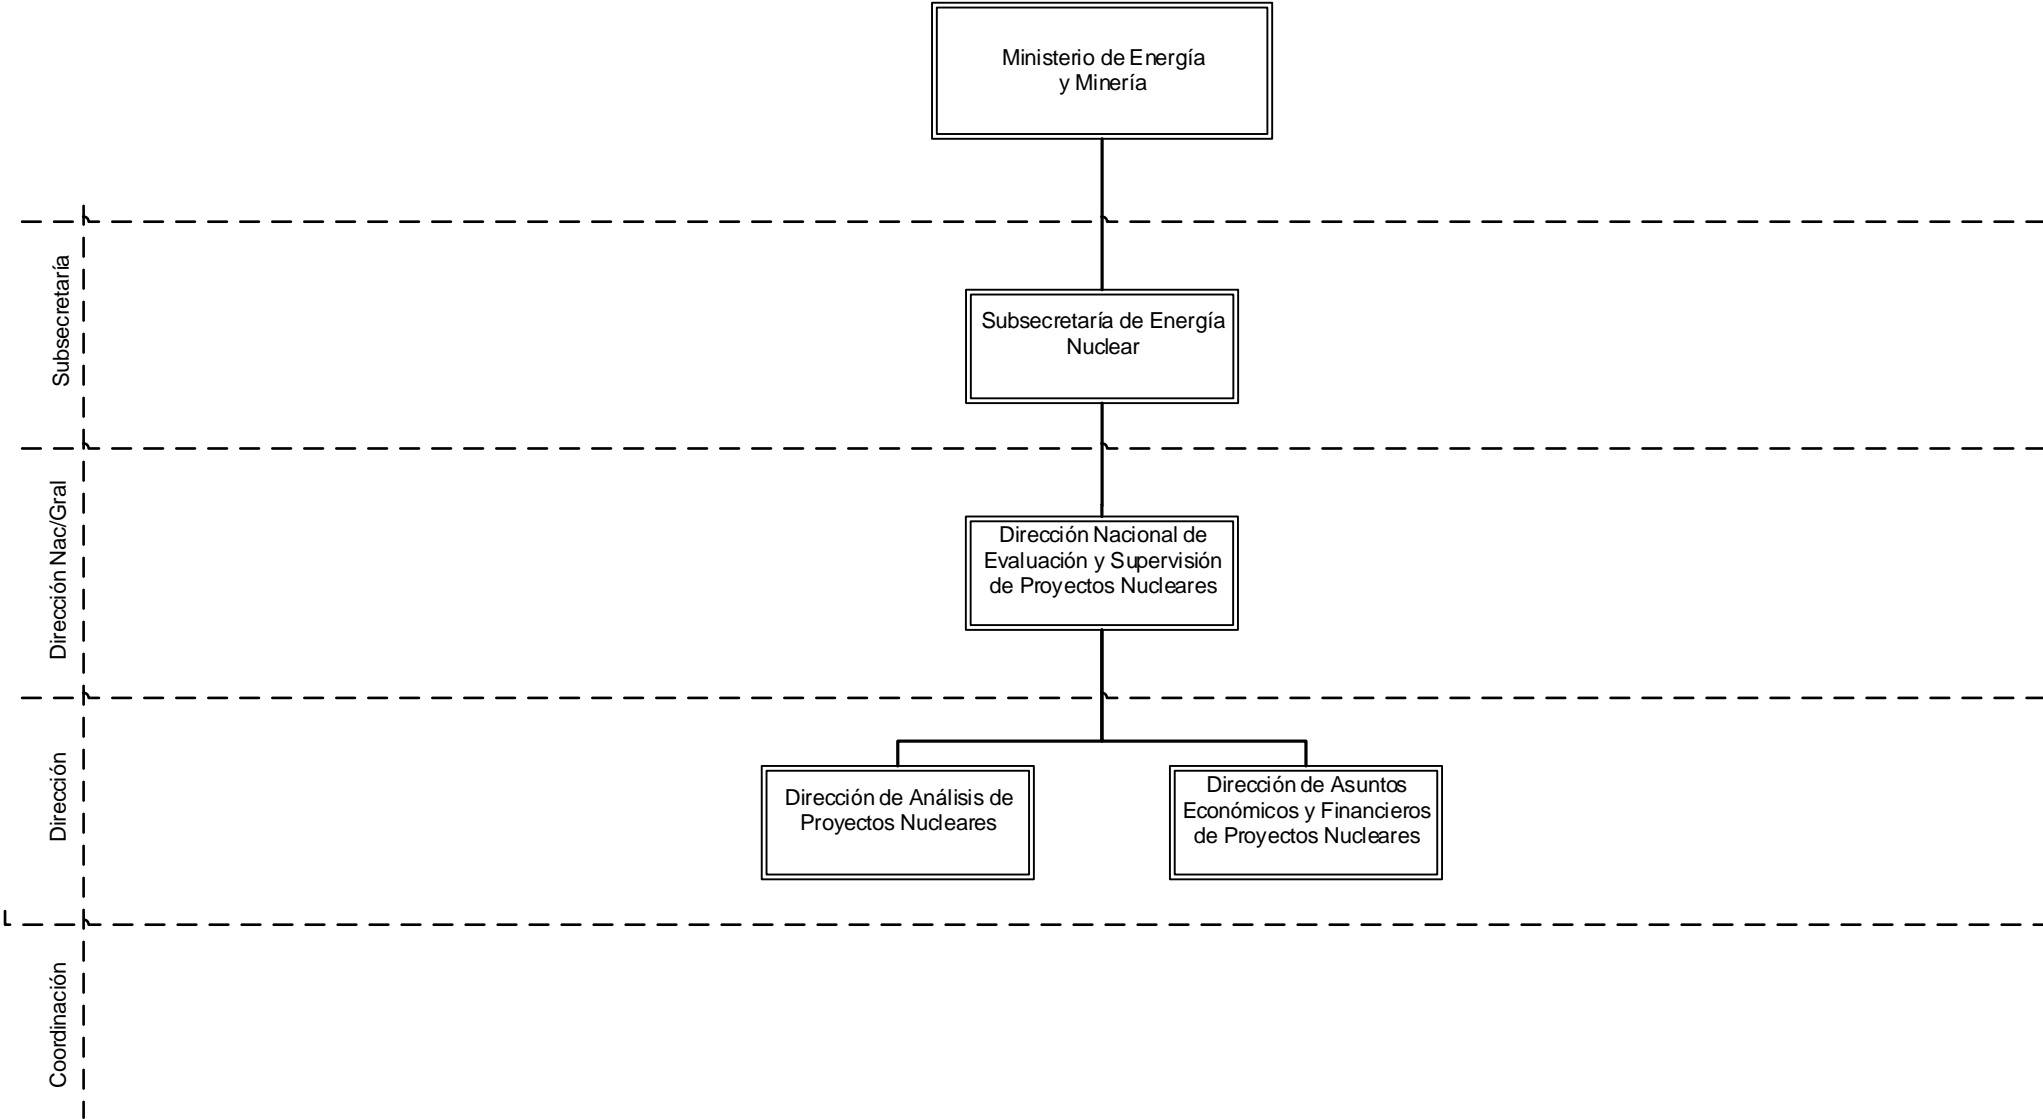 Ministerio de Energía
y Minería
Subsecretaría
Subsecretaría de Energía
Nuclear
Dirección Nac/Gral
Dirección Nacional de
Evaluación y Supervisión
de Proyectos Nucleares
Dirección
Dirección de Análisis de
Proyectos Nucleares
Dirección de Asuntos
Económicos y Financieros
de Proyectos Nucleares
Coordinación